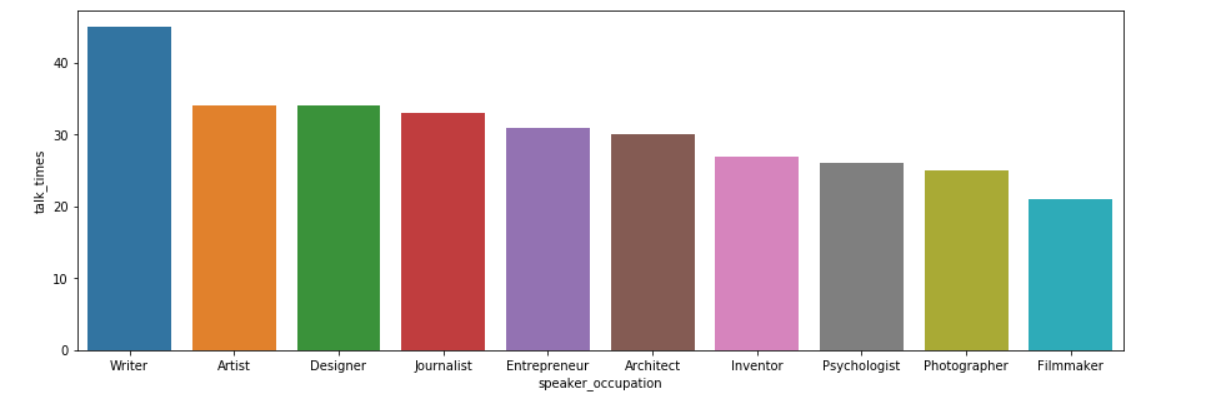 talk_times
40
30
20
10
0
Writer Artist Designer Journalist Entrepreneur Architect Inventor Psychologist Photographer Filmmaker
speaker_occupation